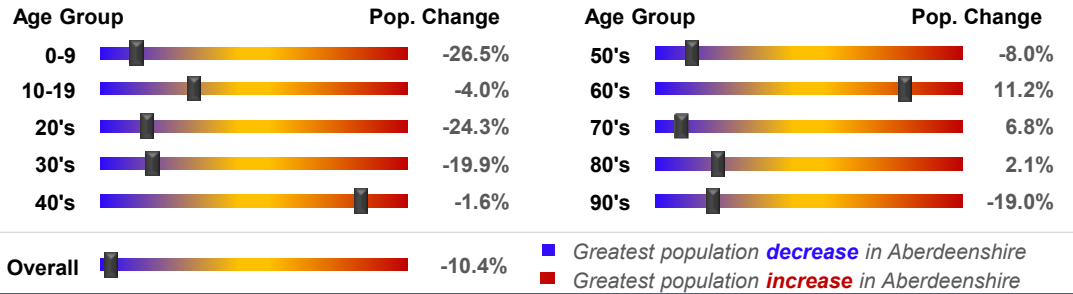 Age Group Pop. Change
0-9 -26.5%
10-19 -4.0%
20's -24.3%
30's -19.9%
40's -1.6%
Age Group Pop. Change
50's -8.0%
60's 11.2%
70's 6.8%
80's 2.1%
90's -19.0%
Overall -10.4%
Greatest population decrease in Aberdeenshire
Greatest population increase in Aberdeenshire